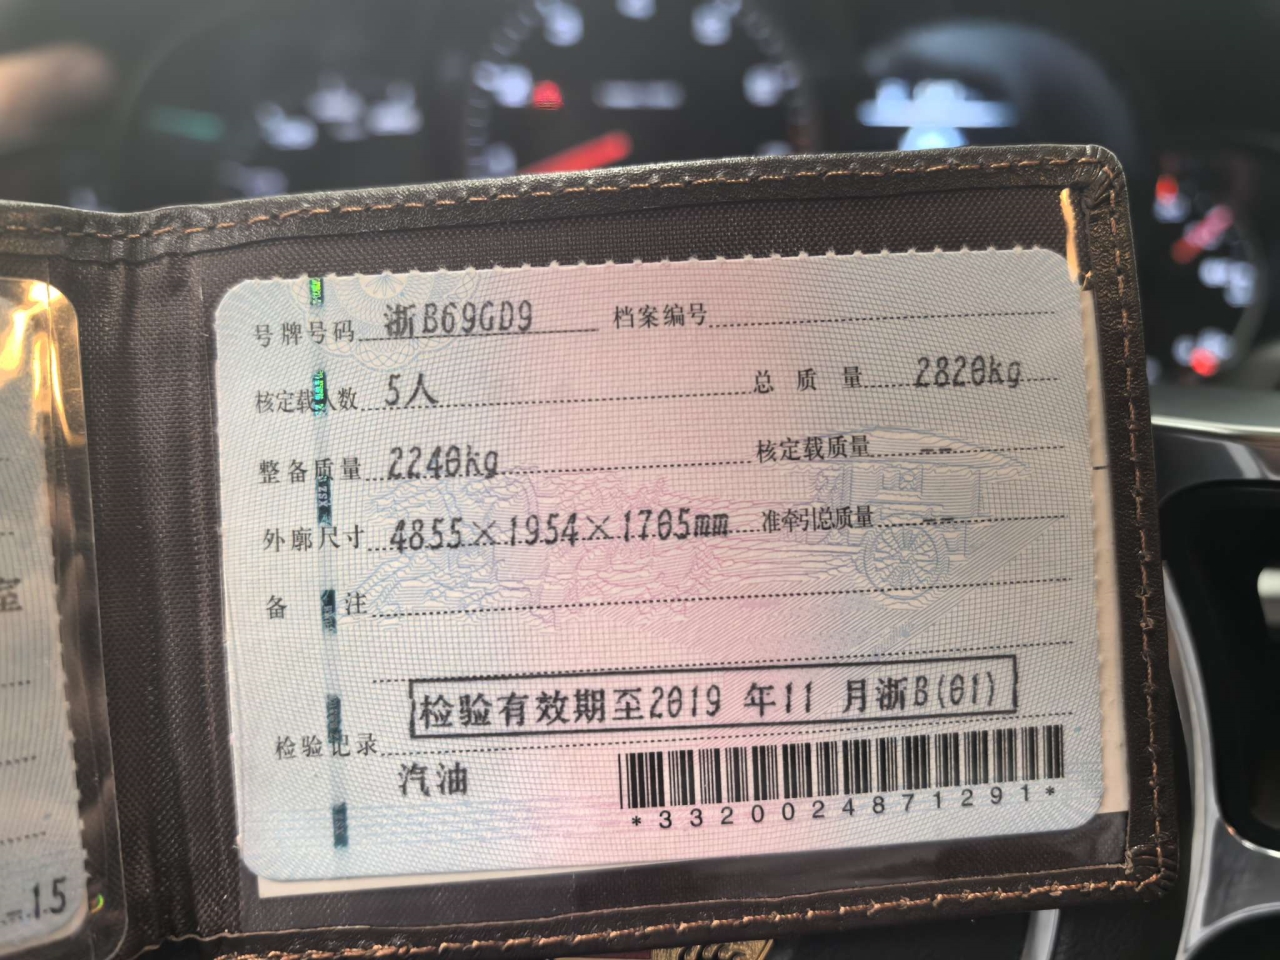 号牌号码 浙B69GD9 档案编号
核定载人数 5人 总质量 2820kg
整备质量 2240kg 核定载质量 --
外廓尺寸 4855×1954×1705mm 准牵引总质量 --
备注
检验有效期至2019 年11 月浙B(01)
检验记录
汽油
*3320024871291*
15